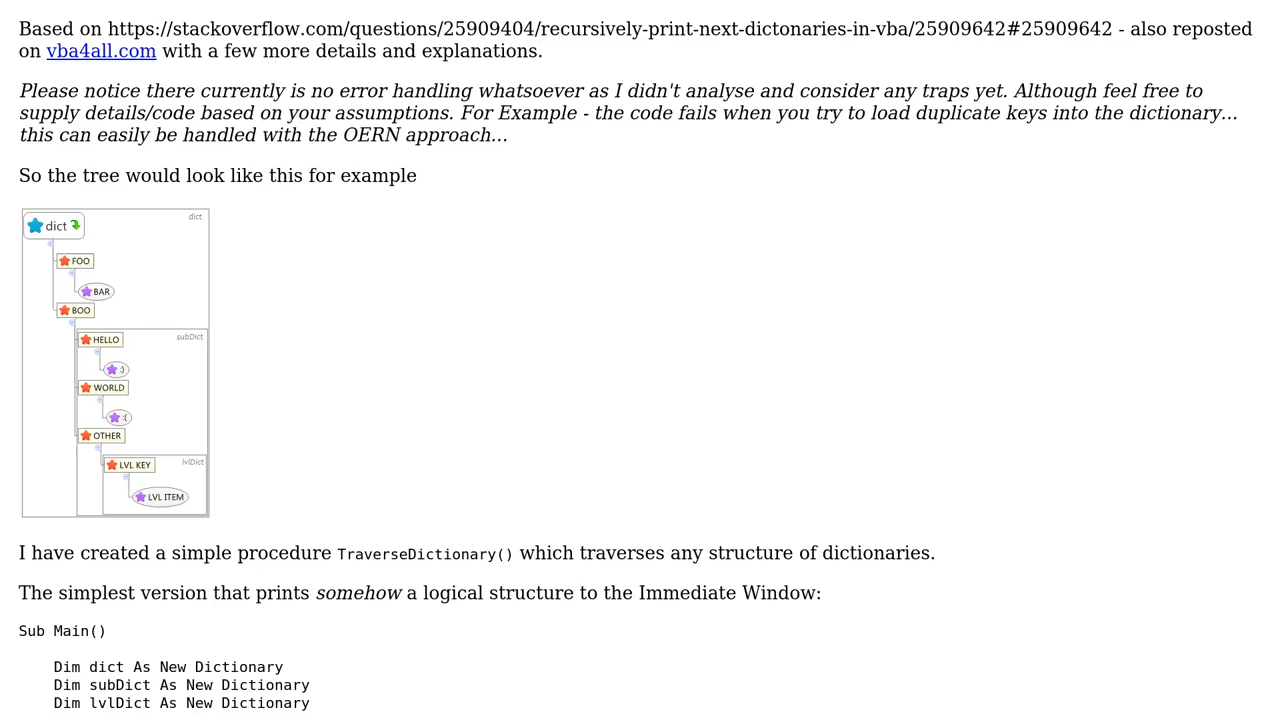 Based on https://stackoverflow.com/questions/25909404/recursively-print-next-dictonaries-in-vba/25909642#25909642 - also reposted
on vba4all.com with a few more details and explanations.
Please notice there currently is no error handling whatsoever as I didn't analyse and consider any traps yet. Although feel free to
supply details/code based on your assumptions. For Example - the code fails when you try to load duplicate keys into the dictionary...
this can easily be handled with the OERN approach...
So the tree would look like this for example
dict
dict
FOO
BAR
BOO
subDict
HELLO
:)
WORLD
:(
OTHER
lvlDict
LVL KEY
LVL ITEM
I have created a simple procedure TraverseDictionary() which traverses any structure of dictionaries.
The simplest version that prints somehow a logical structure to the Immediate Window:
Sub Main()
Dim dict As New Dictionary
Dim subDict As New Dictionary
Dim lvlDict As New Dictionary